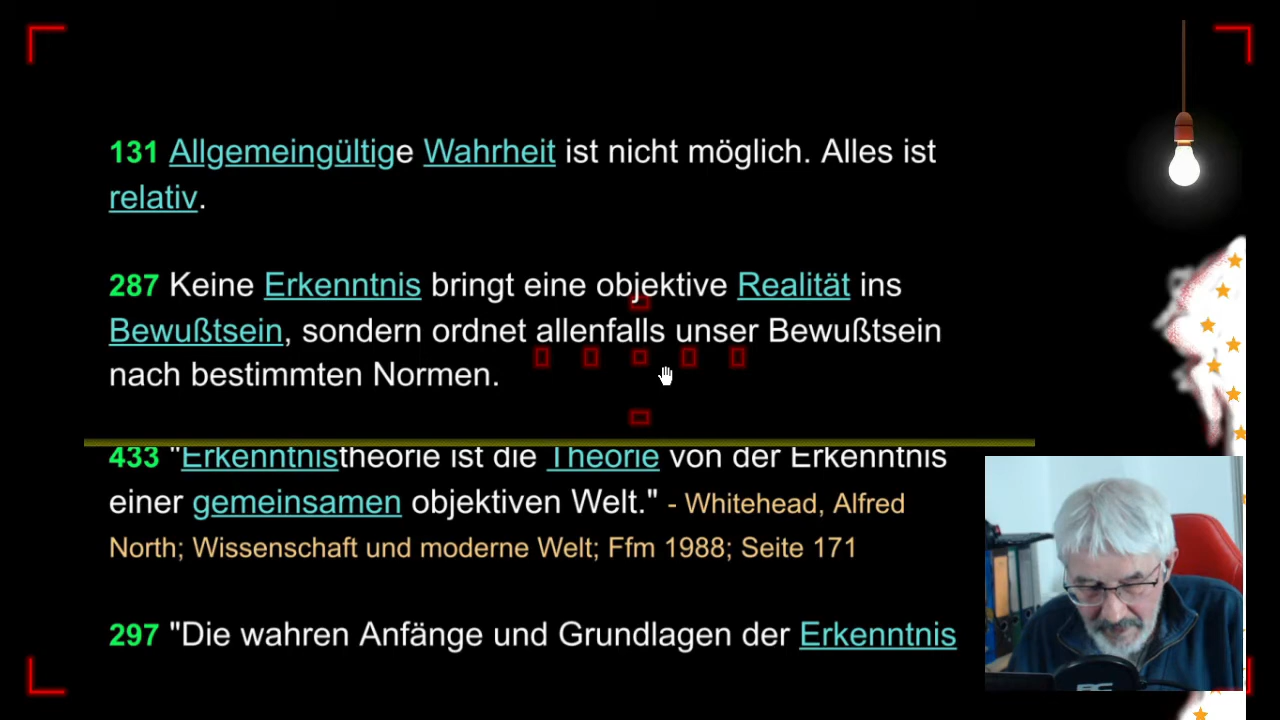 131 Allgemeingültige Wahrheit ist nicht möglich. Alles ist
relativ.
287 Keine Erkenntnis bringt eine objektive Realität ins
Bewußtsein, sondern ordnet allenfalls unser Bewußtsein
nach bestimmten Normen.
433 "Erkenntnistheorie ist die Theorie von der Erkenntnis
einer gemeinsamen objektiven Welt." - Whitehead, Alfred
North; Wissenschaft und moderne Welt; Ffm 1988; Seite 171
297 "Die wahren Anfänge und Grundlagen der Erkenntnis